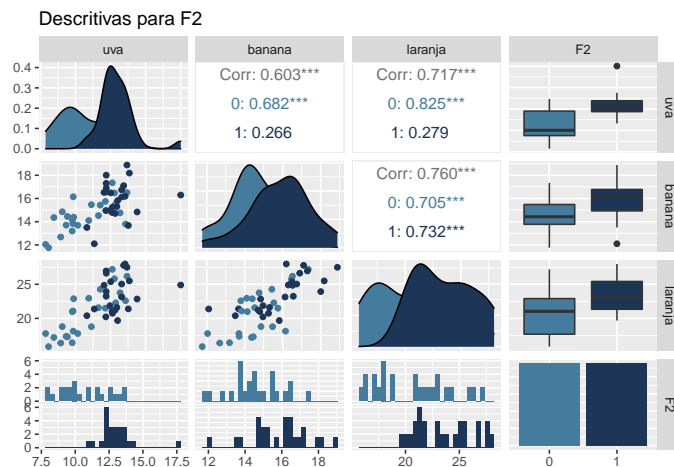 Descritivas para F2
uva banana laranja F2
0.4
0.3
0.2
0.1
0.0
Corr: 0.603***
0: 0.682***
1: 0.266
Corr: 0.717***
0: 0.825***
1: 0.279
uva
18
16
14
12
Corr: 0.760***
0: 0.705***
1: 0.732***
banana
25
20
laranja
6
4
2
0
6
4
2
0
F2
7.5 10.0 12.5 15.0 17.5 12 14 16 18 20 25 0 1